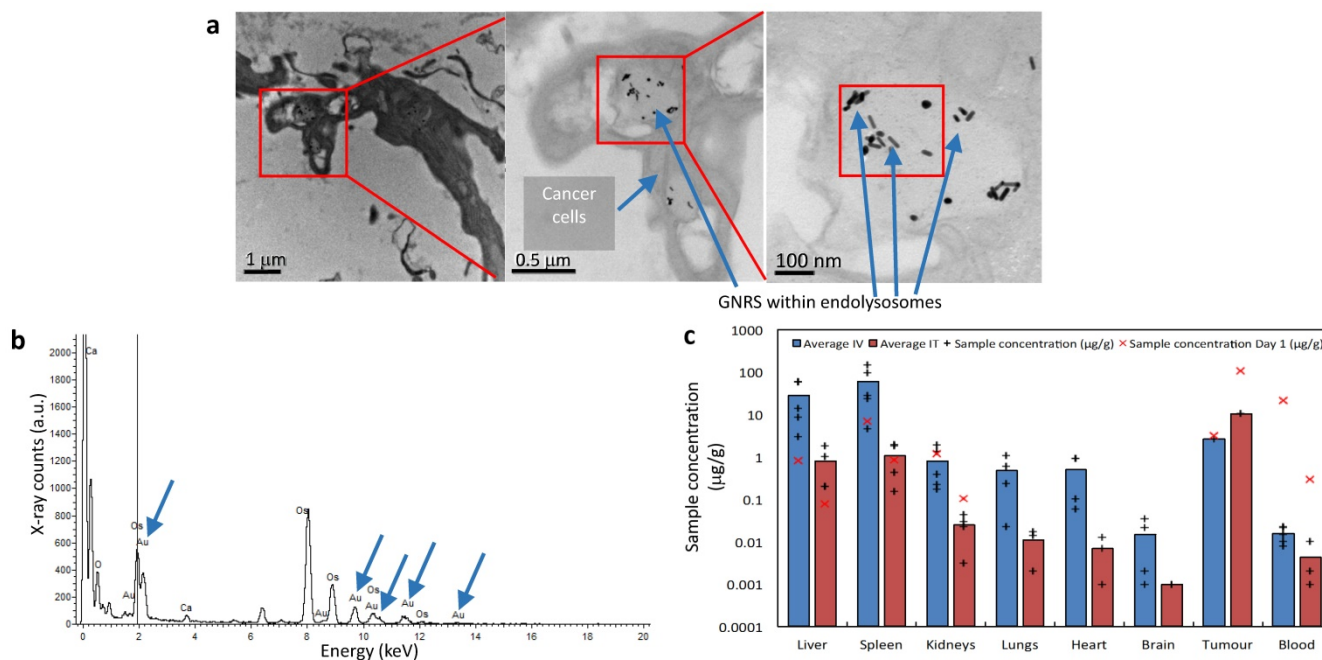 a
Cancer
cells
1 μm
0.5 μm
100 nm
GNRS within endolysosomes
b
X-ray counts (a.u.)
2000
1800
1600
1400
1200
1000
800
600
400
200
0
Ca
O
Au
Os
Au
Ca
Os
Au
Os
Au
Os
Au
Au
Os
Au
0 2 4 6 8 10 12 14 16 18 20
Energy (keV)
c
Sample concentration
(μg/g)
1000
100
10
1
0.1
0.01
0.001
0.0001
Average IV Average IT + Sample concentration (μg/g) × Sample concentration Day 1 (μg/g)
Liver Spleen Kidneys Lungs Heart Brain Tumour Blood